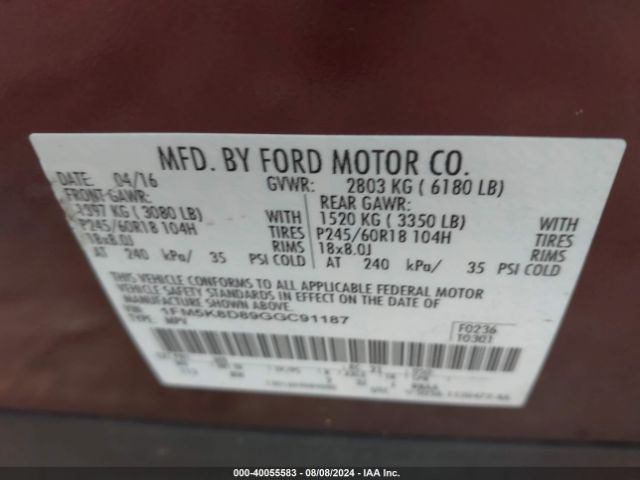 MFD. BY FORD MOTOR CO.
DATE: 04/16 GVWR: 2803 KG ( 6180 LB)
FRONT GAWR: REAR GAWR:
1397 KG ( 3080 LB) WITH 1520 KG ( 3350 LB) WITH
P245/60R18 104H TIRES P245/60R18 104H TIRES
18x8.0J RIMS 18x8.0J RIMS
AT 240 kPa/ 35 PSI COLD AT 240 kPa/ 35 PSI COLD
THIS VEHICLE CONFORMS TO ALL APPLICABLE FEDERAL MOTOR
VEHICLE SAFETY STANDARDS IN EFFECT ON THE DATE OF
MANUFACTURE SHOWN ABOVE.
VIN: 1FM5K8D89GGC91187
TYPE: MPV
F0236
T0301
000-40055583 - 08/08/2024 - IAA Inc.